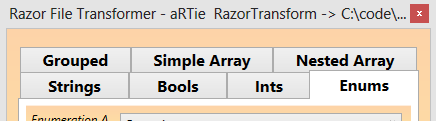 Razor File Transformer - aRTie RazorTransform -> C:\code\...
Grouped Simple Array Nested Array
Strings Bools Ints Enums
Enumeration A